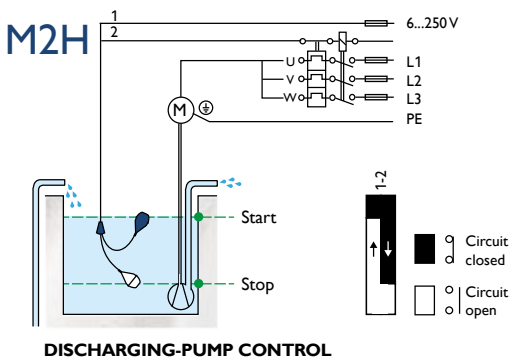 M2H
1
2
6...250 V
U
V
W
L1
L2
L3
M
PE
Start
Stop
1-2
Circuit
closed
Circuit
open
DISCHARGING-PUMP CONTROL